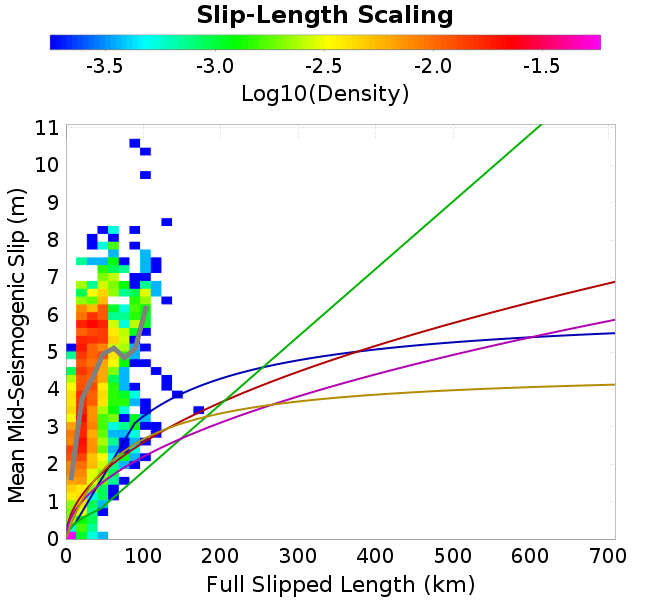 Slip-Length Scaling
-3.5 -3.0 -2.5 -2.0 -1.5
Log10(Density)
Mean Mid-Seismogenic Slip (m)
11
10
9
8
7
6
5
4
3
2
1
0
0 100 200 300 400 500 600 700
Full Slipped Length (km)